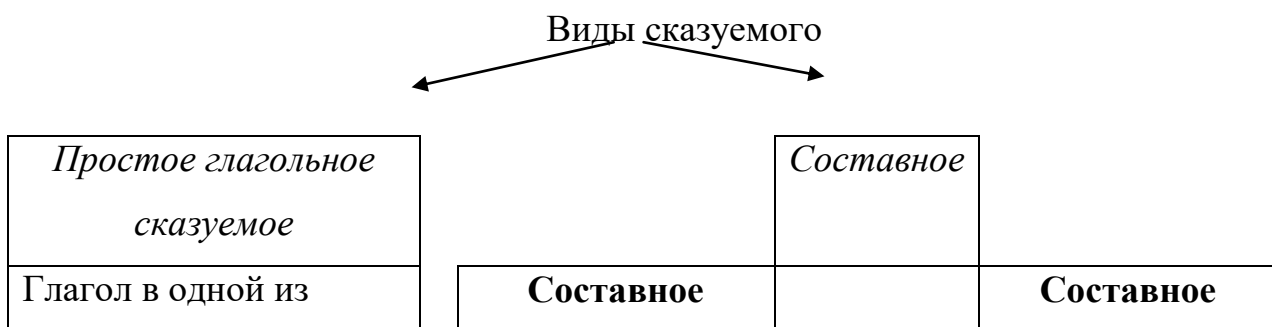 Виды сказуемого
Простое глагольное
сказуемое
Составное
Глагол в одной из
Составное
Составное